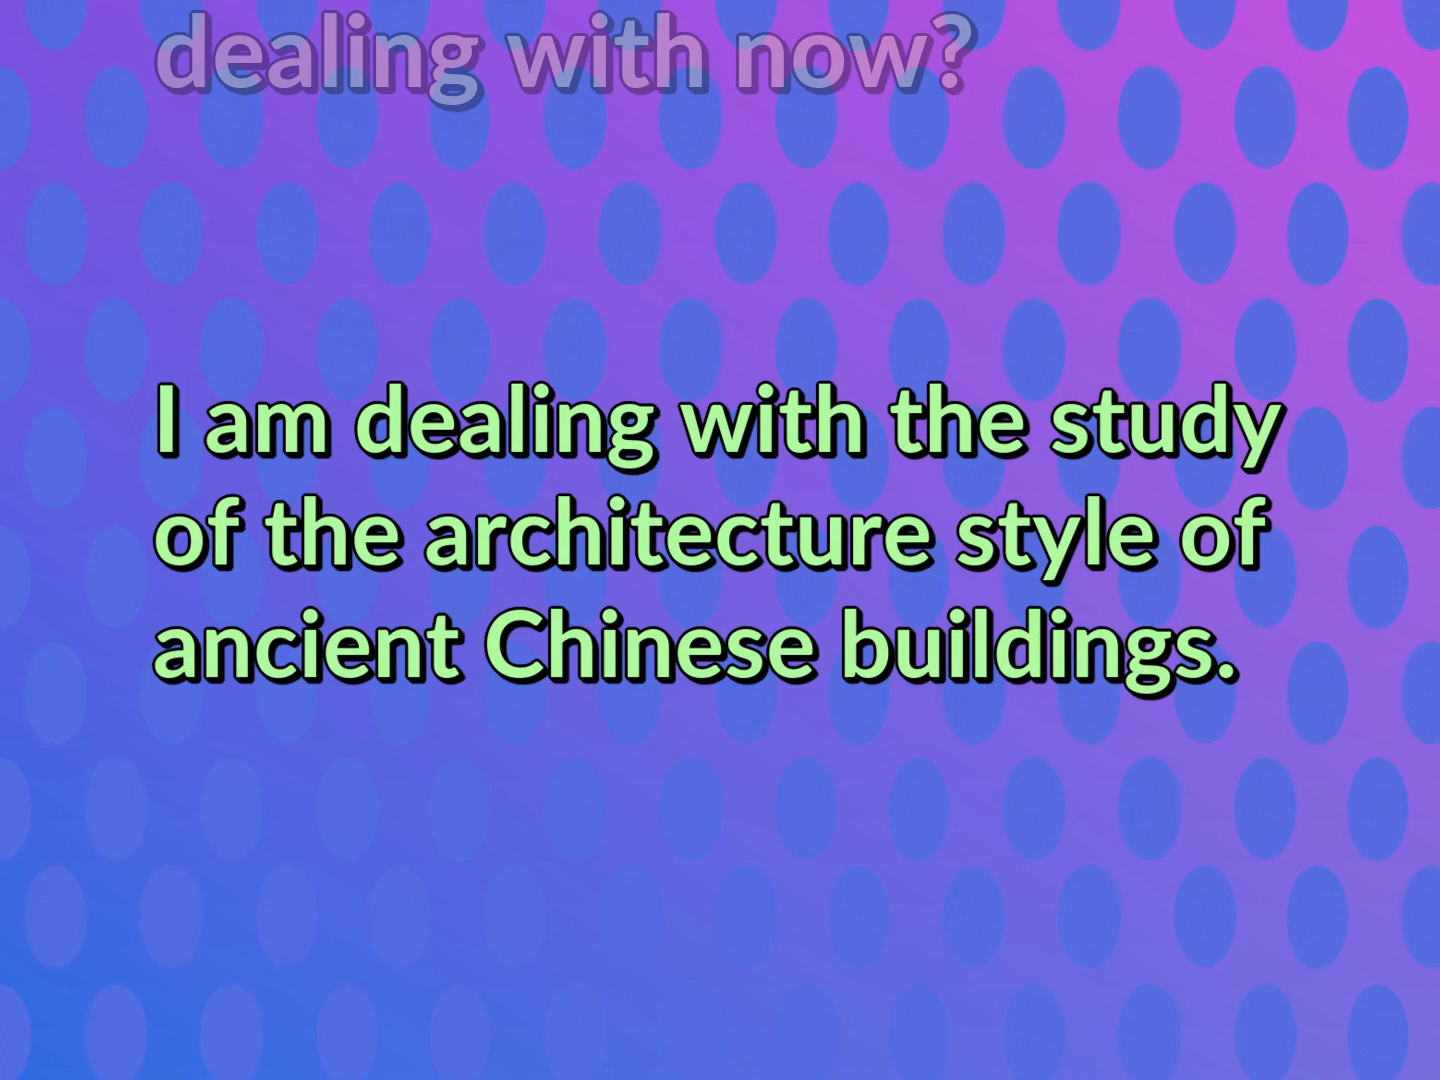 dealing with now?
I am dealing with the study
of the architecture style of
ancient Chinese buildings.